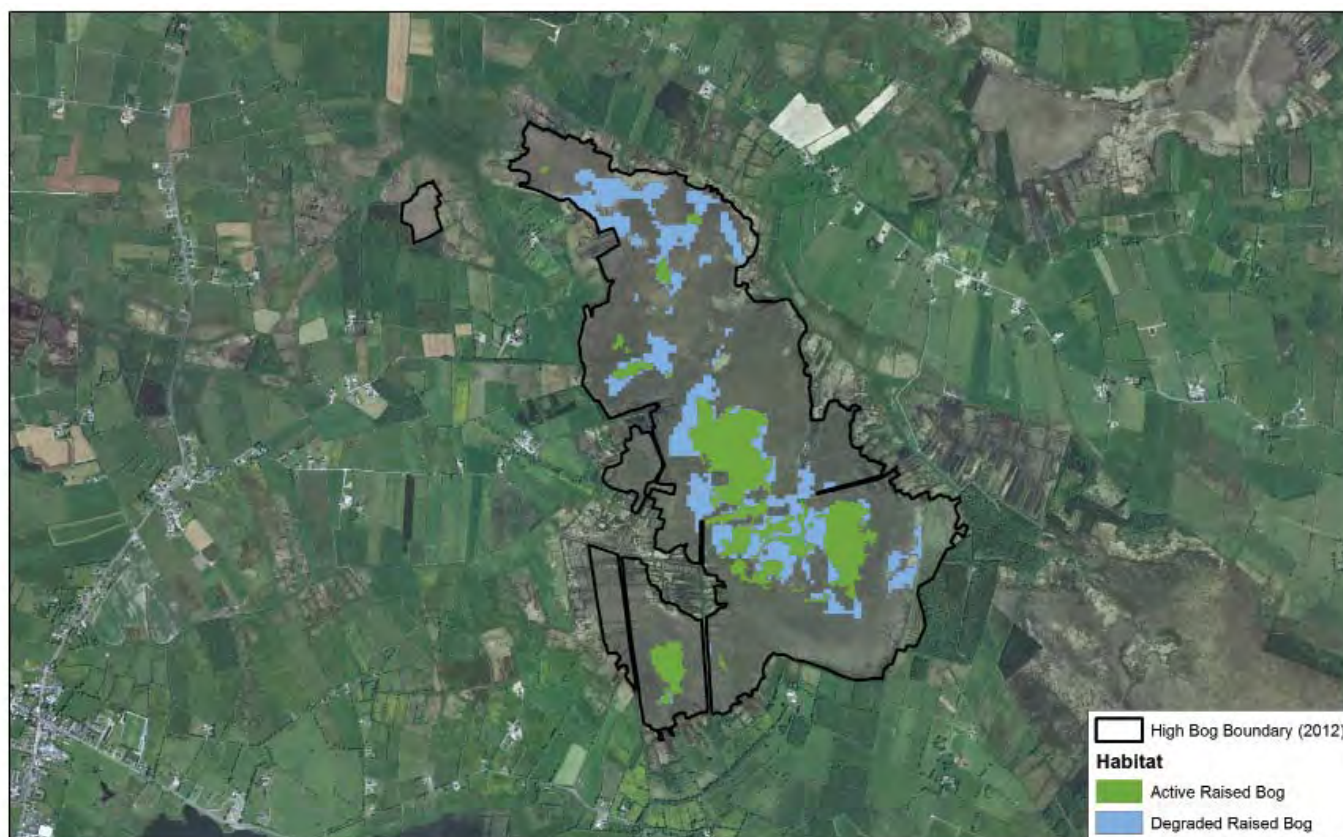 High Bog Boundary (2012)
Habitat
Active Raised Bog
Degraded Raised Bog